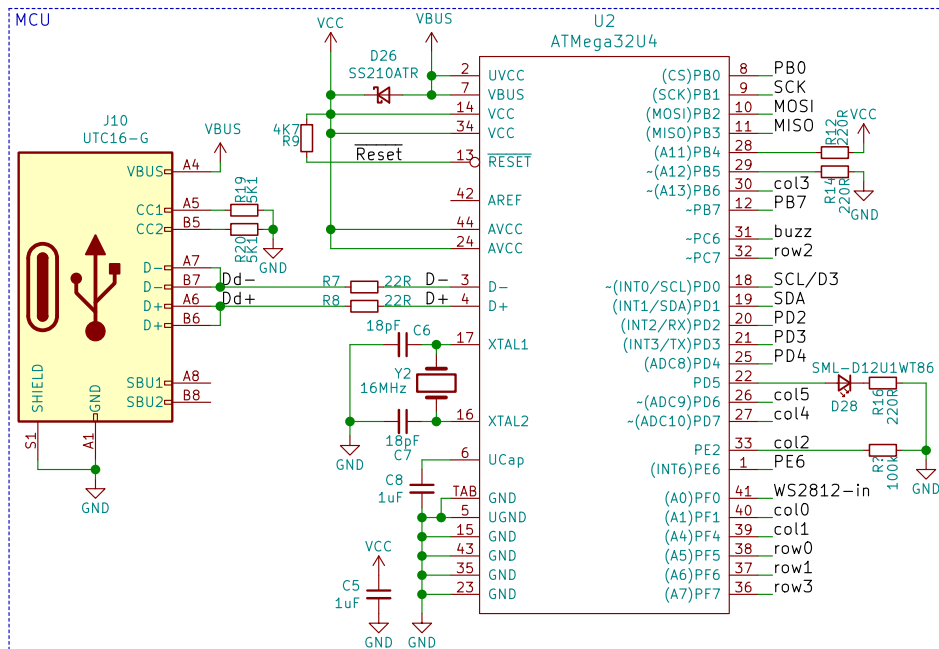 MCU
J10
UTC16-G
VBUS
A4
CC1
A5
CC2
B5
D-
A7
D-
B7
D+
A6
D+
B6
SBU1
A8
SBU2
B8
SHIELD
GND
S1
A1
GND
VBUS
R19
5K1
R20
5K1
GND
Dd-
Dd+
R7
22R
D-
R8
22R
D+
VCC
VBUS
D26
SS210ATR
4K7
R9
Reset
18pF
C6
Y2
16MHz
18pF
C7
GND
C8
1uF
VCC
C5
1uF
GND
GND
U2
ATMega32U4
2 UVCC
7 VBUS
14 VCC
34 VCC
13 RESET
42 AREF
44 AVCC
24 AVCC
3 D-
4 D+
17 XTAL1
16 XTAL2
6 UCap
TAB GND
5 UGND
15 GND
43 GND
35 GND
23 GND
(CS)PB0 8 PB0
(SCK)PB1 9 SCK
(MOSI)PB2 10 MOSI
(MISO)PB3 11 MISO
(A11)PB4 28
~(A12)PB5 29
~(A13)PB6 30 col3
~PB7 12 PB7
~PC6 31 buzz
~PC7 32 row2
~(INT0/SCL)PD0 18 SCL/D3
(INT1/SDA)PD1 19 SDA
(INT2/RX)PD2 20 PD2
(INT3/TX)PD3 21 PD3
(ADC8)PD4 25 PD4
PD5 22
~(ADC9)PD6 26 col5
~(ADC10)PD7 27 col4
PE2 33 col2
(INT6)PE6 1 PE6
(A0)PF0 41 WS2812-in
(A1)PF1 40 col0
(A4)PF4 39 col1
(A5)PF5 38 row0
(A6)PF6 37 row1
(A7)PF7 36 row3
R12
220R
VCC
R14
220R
GND
SML-D12U1WT86
D28
R16
220R
R?
100k
GND